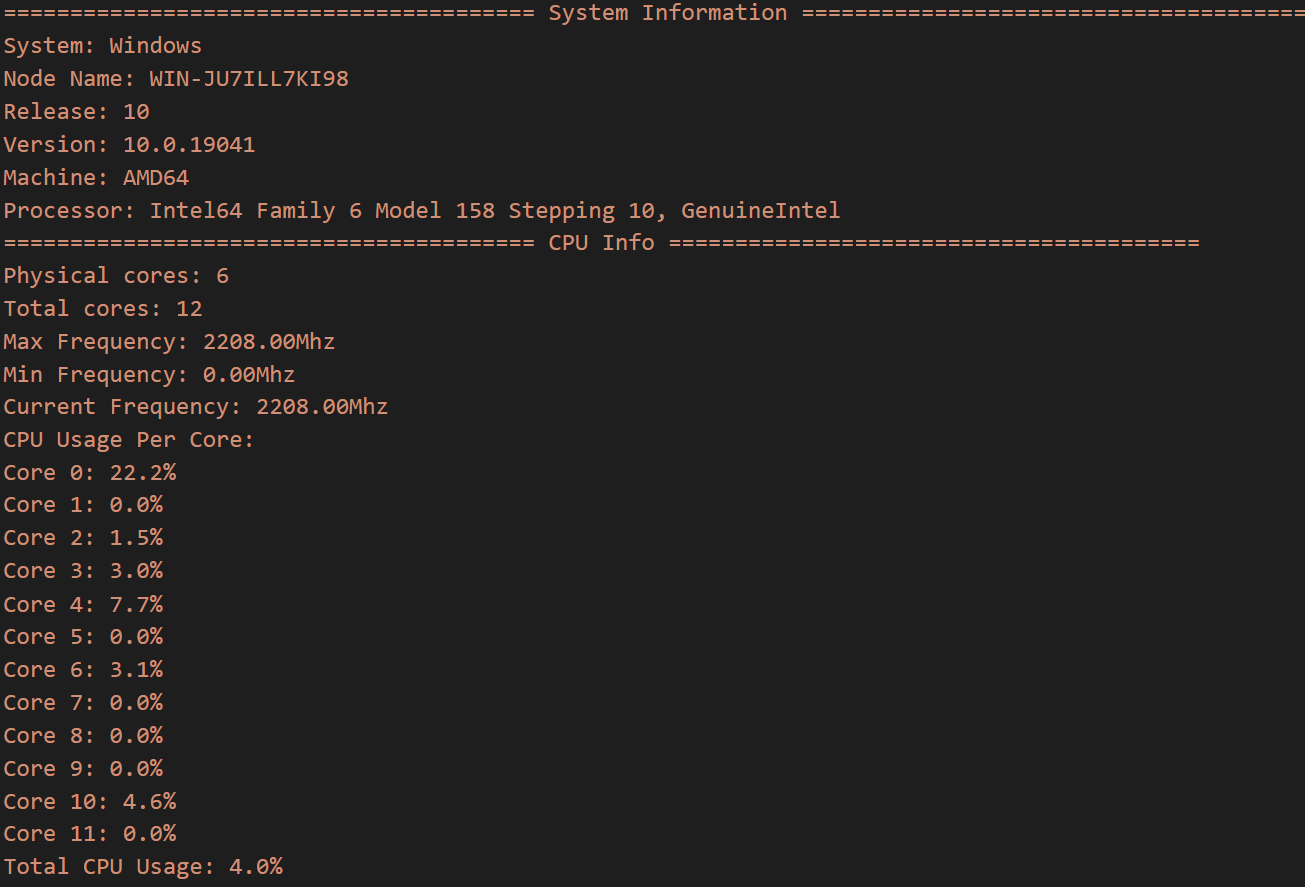 ======================================== System Information ======================================
System: Windows
Node Name: WIN-JU7ILL7KI98
Release: 10
Version: 10.0.19041
Machine: AMD64
Processor: Intel64 Family 6 Model 158 Stepping 10, GenuineIntel
======================================== CPU Info ========================================
Physical cores: 6
Total cores: 12
Max Frequency: 2208.00Mhz
Min Frequency: 0.00Mhz
Current Frequency: 2208.00Mhz
CPU Usage Per Core:
Core 0: 22.2%
Core 1: 0.0%
Core 2: 1.5%
Core 3: 3.0%
Core 4: 7.7%
Core 5: 0.0%
Core 6: 3.1%
Core 7: 0.0%
Core 8: 0.0%
Core 9: 0.0%
Core 10: 4.6%
Core 11: 0.0%
Total CPU Usage: 4.0%